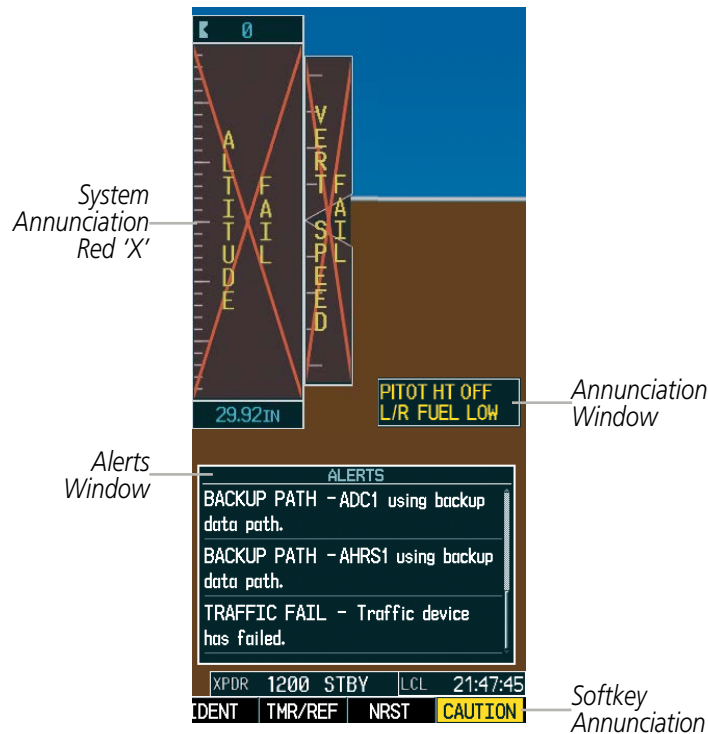 0
ALTITUDE FAIL
VERT SPEED FAIL
System
Annunciation
Red ‘X’
PITOT HT OFF
L/R FUEL LOW
Annunciation
Window
29.92IN
Alerts
Window
ALERTS
BACKUP PATH – ADC1 using backup
data path.
BACKUP PATH – AHRS1 using backup
data path.
TRAFFIC FAIL – Traffic device
has failed.
XPDR 1200 STBY LCL 21:47:45
IDENT TMR/REF NRST CAUTION
Softkey
Annunciation